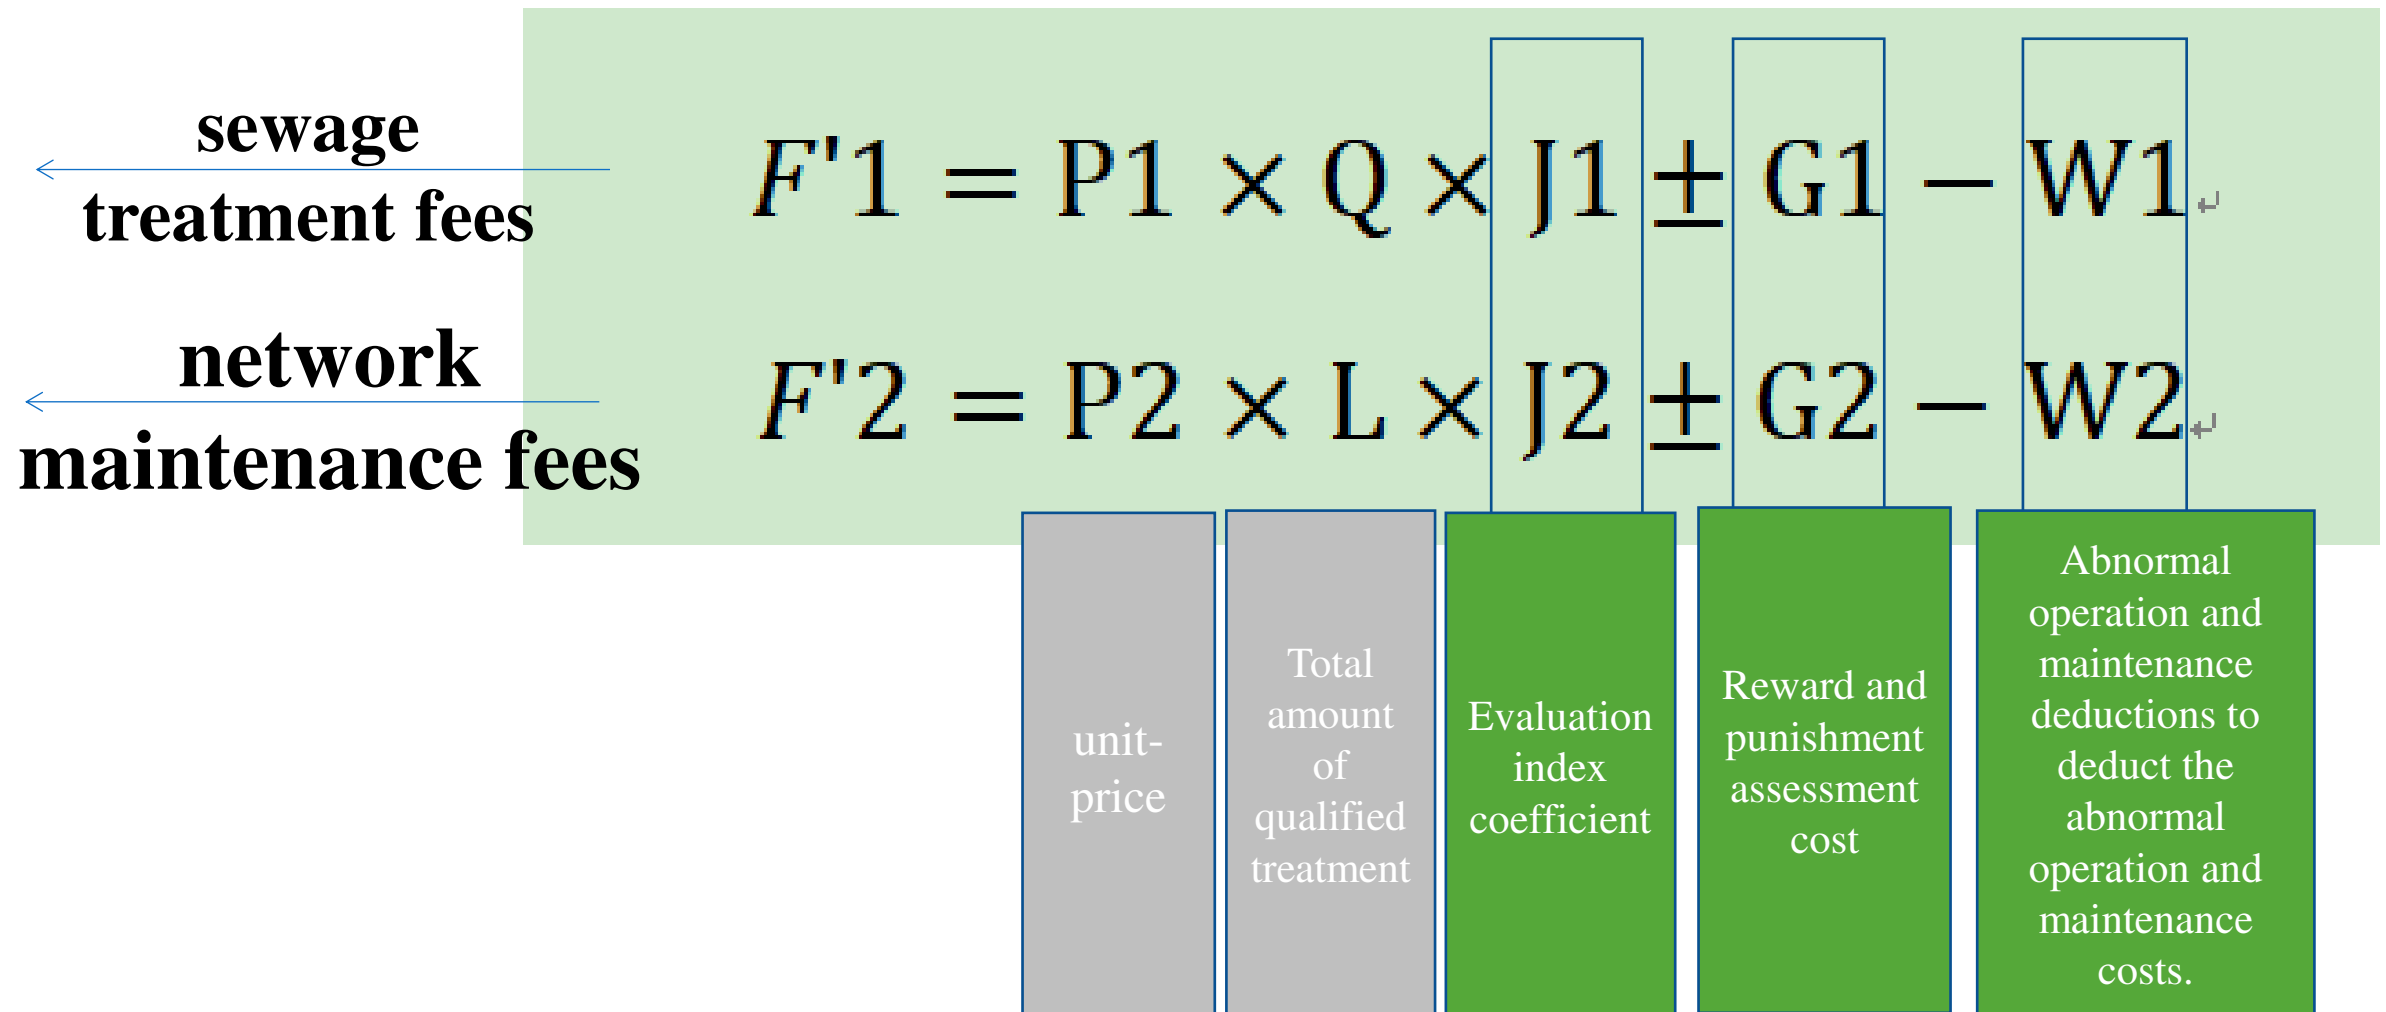 sewage
treatment fees
F'1 = P1 × Q × J1 ± G1 − W1↵
network
maintenance fees
F'2 = P2 × L × J2 ± G2 − W2↵
unit-
price
Total
amount
of
qualified
treatment
Evaluation
index
coefficient
Reward and
punishment
assessment
cost
Abnormal
operation and
maintenance
deductions to
deduct the
abnormal
operation and
maintenance
costs.